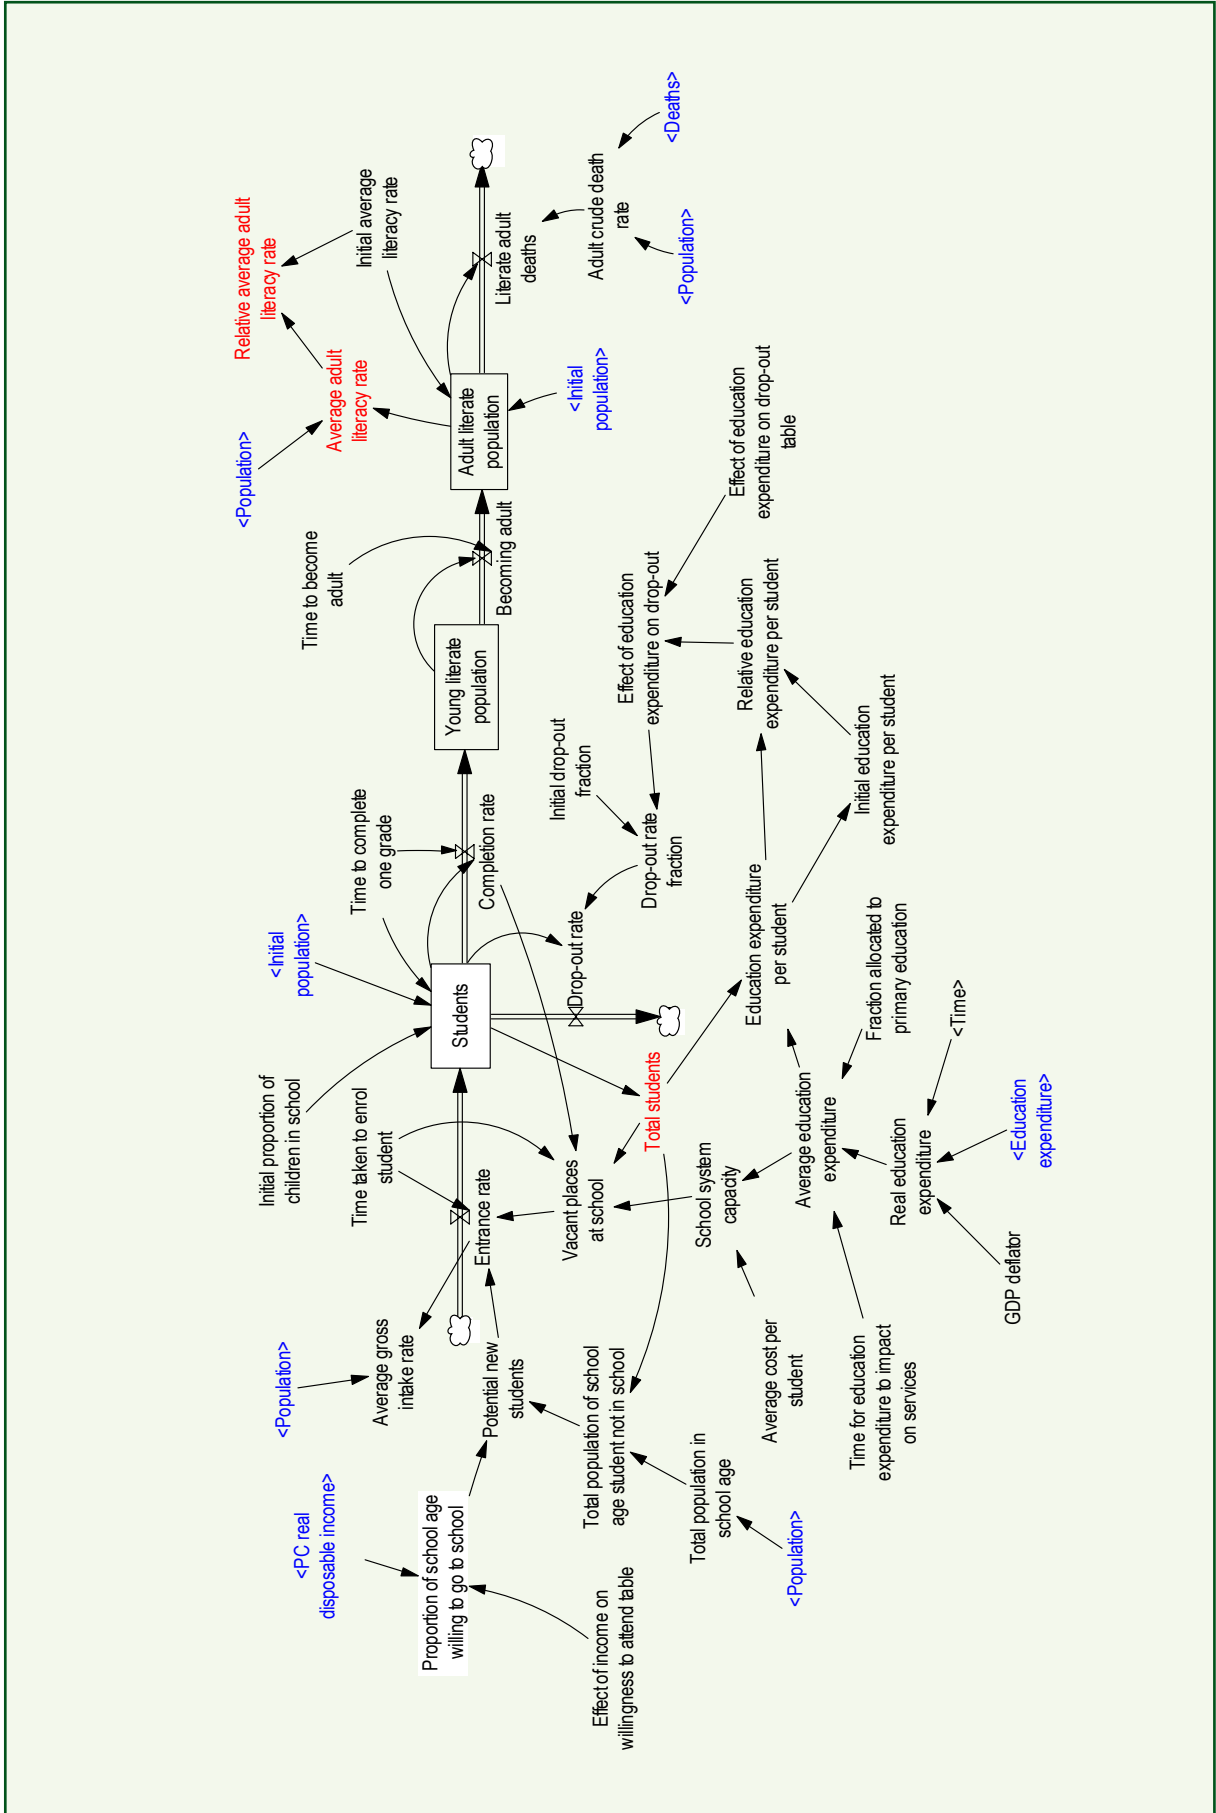 <PC real
disposable income>
Proportion of school age
willing to go to school
Effect of income on
willingness to attend table
<Population>
Average gross
intake rate
Potential new
students
Total population of school
age student not in school
Total population in
school age
<Population>
Initial proportion of
children in school
Time taken to enrol
student
Entrance rate
Vacant places
at school
School system
capacity
Average cost per
student
Time for education
expenditure to impact
on services
Average education
expenditure
Real education
expenditure
GDP deflator
<Education
expenditure>
<Time>
Fraction allocated to
primary education
<Initial
population>
Time to complete
one grade
Students
Total students
Drop-out rate
Completion rate
Education expenditure
per student
Initial drop-out
fraction
Drop-out rate
fraction
Initial education
expenditure per student
Relative education
expenditure per student
Effect of education
expenditure on drop-out
Effect of education
expenditure on drop-out
table
Young literate
population
Time to become
adult
Becoming adult
<Population>
Average adult
literacy rate
Relative average adult
literacy rate
Initial average
literacy rate
Adult literate
population
<Initial
population>
Literate adult
deaths
Adult crude death
rate
<Population>
<Deaths>